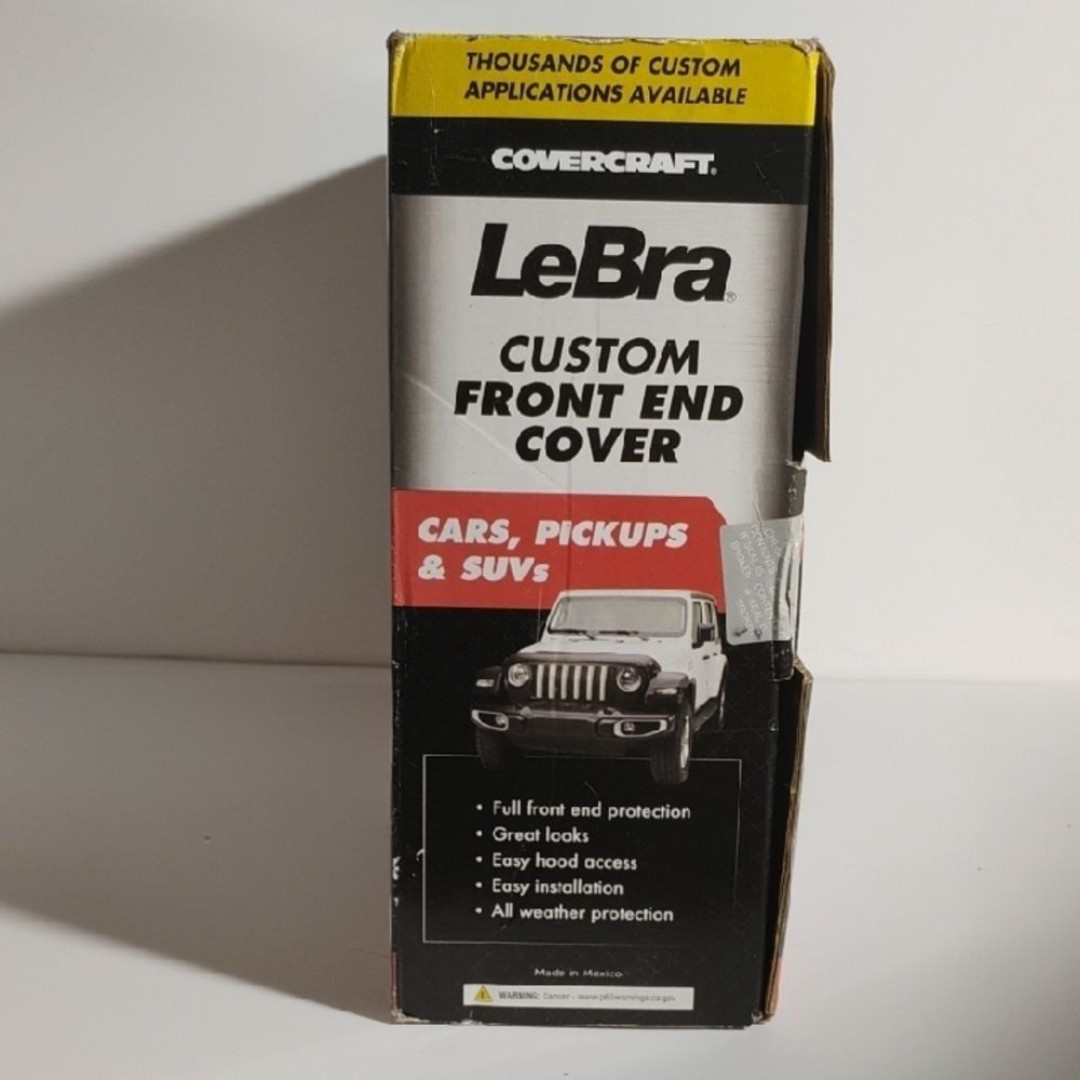 THOUSANDS OF CUSTOM
APPLICATIONS AVAILABLE
COVERCRAFT®
LeBra®
CUSTOM
FRONT END
COVER
CARS, PICKUPS
& SUVs
• Full front end protection
• Great looks
• Easy hood access
• Easy installation
• All weather protection
Made in Mexico
WARNING: Cancer - www.p65warnings.ca.gov